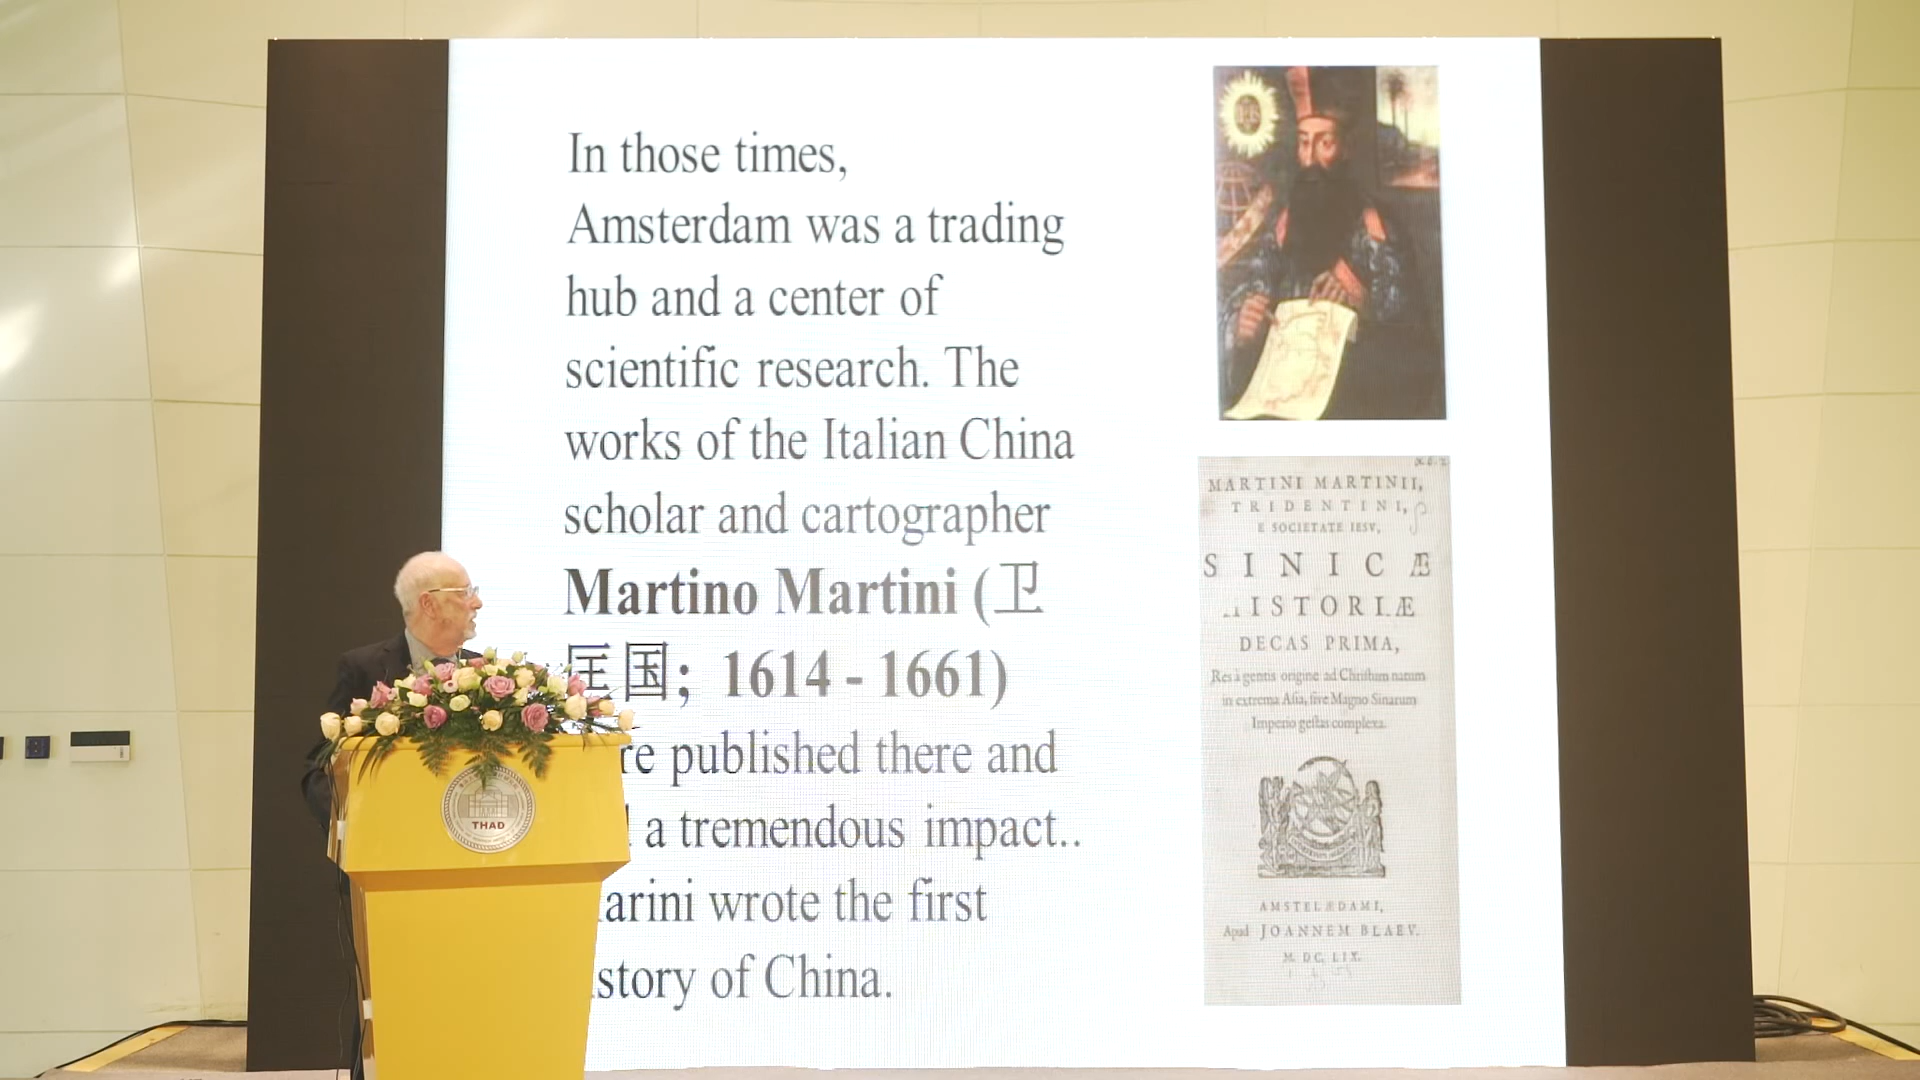 In those times,
Amsterdam was a trading
hub and a center of
scientific research. The
works of the Italian China
scholar and cartographer
Martino Martini (卫
匡国; 1614 - 1661)
re published there and
a tremendous impact..
arini wrote the first
story of China.
MARTINI MARTINII,
TRIDENTINI,
E SOCIETATE IESV,
SINICÆ
ISTORIÆ
DECAS PRIMA,
Res à gentis origine ad Christum natum
in extrema Asia, sive Magno Sinarum
Imperio gestas complexa.
AMSTELÆDAMI,
Apud JOANNEM BLAEV.
M. DC. LIX.
THAD